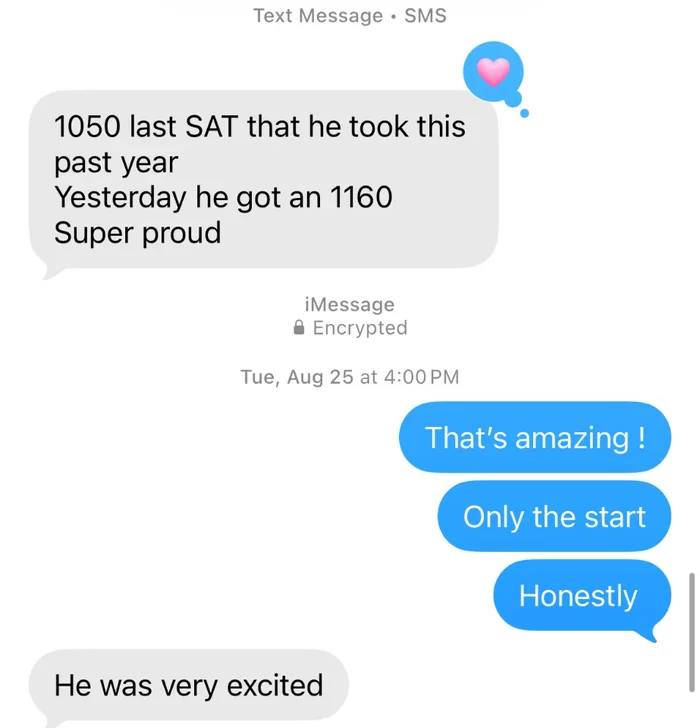 Text Message • SMS
1050 last SAT that he took this
past year
Yesterday he got an 1160
Super proud
iMessage
Encrypted
Tue, Aug 25 at 4:00 PM
That’s amazing !
Only the start
Honestly
He was very excited